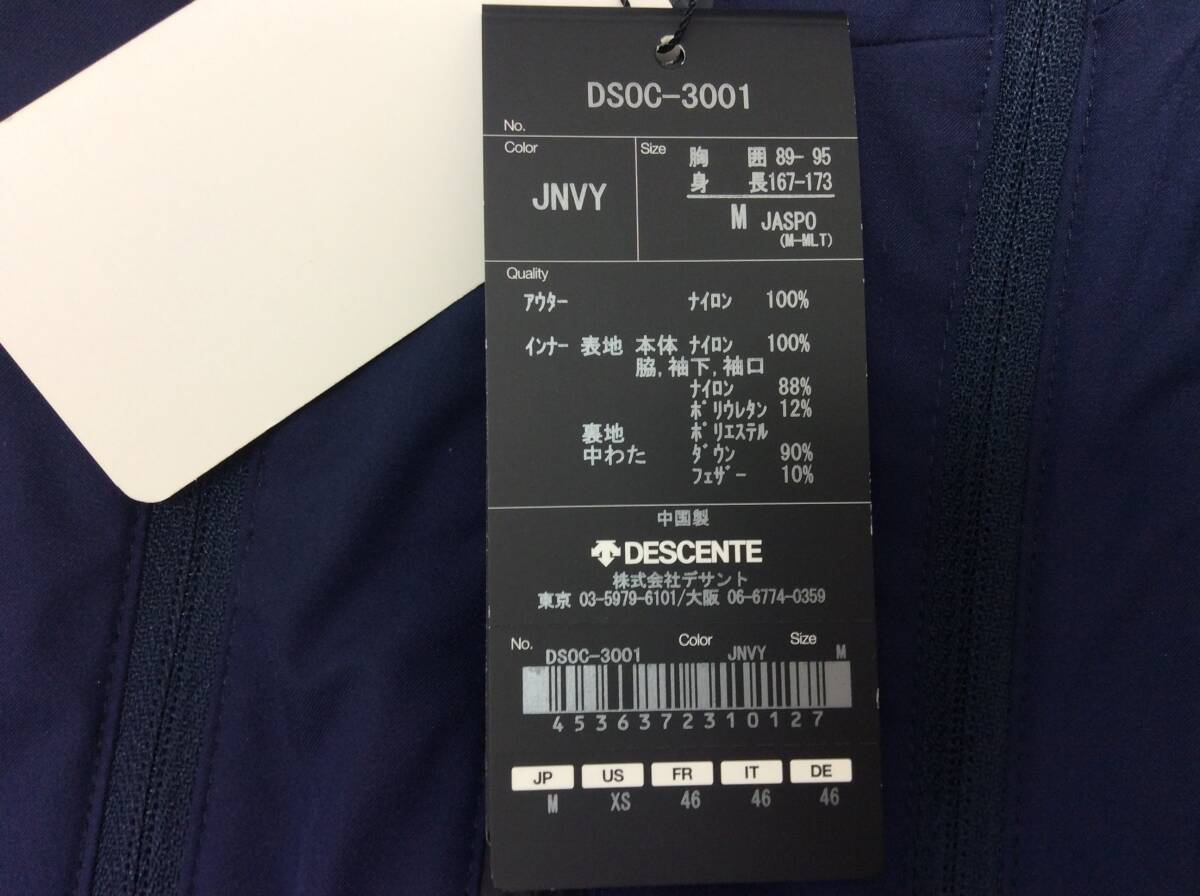 DSOC-3001
No.
Color
JNVY
Size
胸 囲 89- 95
身 長167-173
M JASPO
(M-MLT)
Quality
アウター ナイロン 100%
インナー 表地 本体 ナイロン 100%
脇,袖下,袖口
ナイロン 88%
ポリウレタン 12%
裏地 ポリエステル
中わた ダウン 90%
フェザー 10%
中国製
DESCENTE
株式会社デサント
東京 03-5979-6101/大阪 06-6774-0359
No. Color Size
DSOC-3001 JNVY M
4536372310127
JP US FR IT DE
M XS 46 46 46